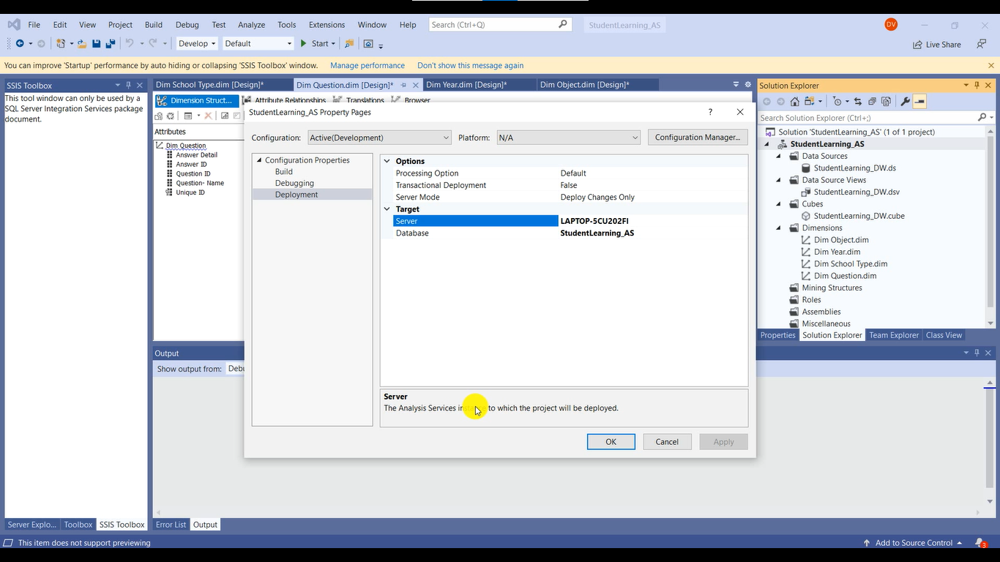 File Edit View Project Build Debug Test Analyze Tools Extensions Window Help Search (Ctrl+Q) StudentLearning_AS DV
Develop Default Start Live Share
You can improve 'Startup' performance by auto hiding or collapsing 'SSIS Toolbox' window. Manage performance Don't show this message again
SSIS Toolbox
This tool window can only be used by a
SQL Server Integration Services package
document.
Dim School Type.dim [Design]* Dim Question.dim [Design]* Dim Year.dim [Design]* Dim Object.dim [Design]*
Dimension Struct... Attribute Relationships Translations Browser
Attributes
Dim Question
Answer Detail
Answer ID
Question ID
Question- Name
Unique ID
StudentLearning_AS Property Pages ?
Configuration: Active(Development) Platform: N/A Configuration Manager...
Configuration Properties
Build
Debugging
Deployment
Options
Processing Option Default
Transactional Deployment False
Server Mode Deploy Changes Only
Target
Server LAPTOP-5CU202FI
Database StudentLearning_AS
Server
The Analysis Services instance to which the project will be deployed.
OK Cancel Apply
Solution Explorer
Search Solution Explorer (Ctrl+;)
Solution 'StudentLearning_AS' (1 of 1 project)
StudentLearning_AS
Data Sources
StudentLearning_DW.ds
Data Source Views
StudentLearning_DW.dsv
Cubes
StudentLearning_DW.cube
Dimensions
Dim Object.dim
Dim Year.dim
Dim School Type.dim
Dim Question.dim
Mining Structures
Roles
Assemblies
Miscellaneous
Properties Solution Explorer Team Explorer Class View
Output
Show output from: Debu
Server Explo... Toolbox SSIS Toolbox Error List Output
This item does not support previewing Add to Source Control 3